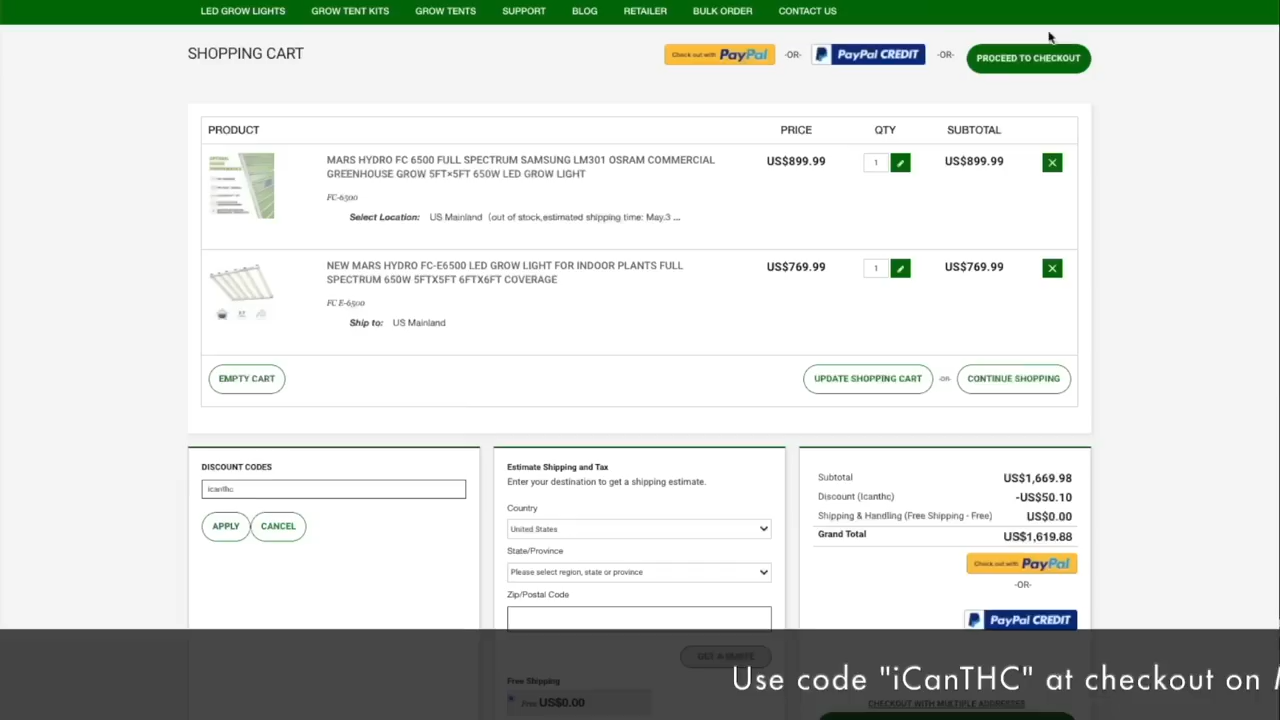 LED GROW LIGHTS GROW TENT KITS GROW TENTS SUPPORT BLOG RETAILER BULK ORDER CONTACT US
SHOPPING CART
Check out with PayPal -OR- PayPal CREDIT -OR- PROCEED TO CHECKOUT
PRODUCT PRICE QTY SUBTOTAL
MARS HYDRO FC 6500 FULL SPECTRUM SAMSUNG LM301 OSRAM COMMERCIAL
GREENHOUSE GROW 5FT×5FT 650W LED GROW LIGHT
US$899.99 1 US$899.99
FC-6500
Select Location: US Mainland (out of stock,estimated shipping time: May.3 ...
NEW MARS HYDRO FC-E6500 LED GROW LIGHT FOR INDOOR PLANTS FULL
SPECTRUM 650W 5FTX5FT 6FTX6FT COVERAGE
US$769.99 1 US$769.99
FC E-6500
Ship to: US Mainland
EMPTY CART UPDATE SHOPPING CART -OR- CONTINUE SHOPPING
DISCOUNT CODES
icanthc
APPLY CANCEL
Estimate Shipping and Tax
Enter your destination to get a shipping estimate.
Country
United States
State/Province
Please select region, state or province
Zip/Postal Code
GET A QUOTE
Free Shipping
Free US$0.00
Subtotal US$1,669.98
Discount (Icanthc) -US$50.10
Shipping & Handling (Free Shipping - Free) US$0.00
Grand Total US$1,619.88
Check out with PayPal
-OR-
PayPal CREDIT
CHECKOUT WITH MULTIPLE ADDRESSES
Use code "iCanTHC" at checkout on